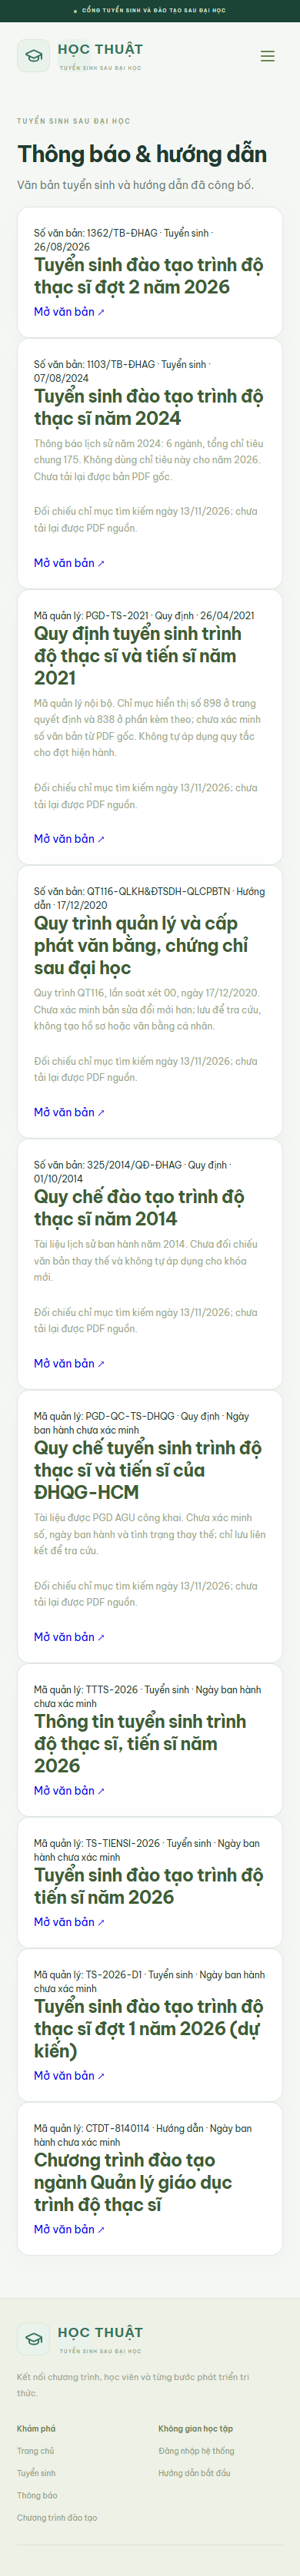 CỔNG TUYỂN SINH VÀ ĐÀO TẠO SAU ĐẠI HỌC
HỌC THUẬT
TUYỂN SINH SAU ĐẠI HỌC
TUYỂN SINH SAU ĐẠI HỌC
Thông báo & hướng dẫn
Văn bản tuyển sinh và hướng dẫn đã công bố.
Số văn bản: 1362/TB-ĐHAG · Tuyển sinh ·
26/08/2026
Tuyển sinh đào tạo trình độ
thạc sĩ đợt 2 năm 2026
Mở văn bản ↗
Số văn bản: 1103/TB-ĐHAG · Tuyển sinh ·
07/08/2024
Tuyển sinh đào tạo trình độ
thạc sĩ năm 2024
Thông báo lịch sử năm 2024: 6 ngành, tổng chỉ tiêu
chung 175. Không dùng chỉ tiêu này cho năm 2026.
Chưa tải lại được bản PDF gốc.
Đối chiếu chỉ mục tìm kiếm ngày 13/11/2026; chưa
tải lại được PDF nguồn.
Mở văn bản ↗
Mã quản lý: PGD-TS-2021 · Quy định · 26/04/2021
Quy định tuyển sinh trình
độ thạc sĩ và tiến sĩ năm
2021
Mã quản lý nội bộ. Chỉ mục hiển thị số 898 ở trang
quyết định và 838 ở phần kèm theo; chưa xác minh
số văn bản từ PDF gốc. Không tự áp dụng quy tắc
cho đợt hiện hành.
Đối chiếu chỉ mục tìm kiếm ngày 13/11/2026; chưa
tải lại được PDF nguồn.
Mở văn bản ↗
Số văn bản: QT116-QLKH&ĐTSDH-QLCPBTN · Hướng
dẫn · 17/12/2020
Quy trình quản lý và cấp
phát văn bằng, chứng chỉ
sau đại học
Quy trình QT116, lần soát xét 00, ngày 17/12/2020.
Chưa xác minh bản sửa đổi mới hơn; lưu để tra cứu,
không tạo hồ sơ hoặc văn bằng cá nhân.
Đối chiếu chỉ mục tìm kiếm ngày 13/11/2026; chưa
tải lại được PDF nguồn.
Mở văn bản ↗
Số văn bản: 325/2014/QĐ-ĐHAG · Quy định ·
01/10/2014
Quy chế đào tạo trình độ
thạc sĩ năm 2014
Tài liệu lịch sử ban hành năm 2014. Chưa đối chiếu
văn bản thay thế và không tự áp dụng cho khóa
mới.
Đối chiếu chỉ mục tìm kiếm ngày 13/11/2026; chưa
tải lại được PDF nguồn.
Mở văn bản ↗
Mã quản lý: PGD-QC-TS-DHQG · Quy định · Ngày
ban hành chưa xác minh
Quy chế tuyển sinh trình độ
thạc sĩ và tiến sĩ của
ĐHQG-HCM
Tài liệu được PGD AGU công khai. Chưa xác minh
số, ngày ban hành và tình trạng thay thế; chỉ lưu liên
kết để tra cứu.
Đối chiếu chỉ mục tìm kiếm ngày 13/11/2026; chưa
tải lại được PDF nguồn.
Mở văn bản ↗
Mã quản lý: TTTS-2026 · Tuyển sinh · Ngày ban hành
chưa xác minh
Thông tin tuyển sinh trình
độ thạc sĩ, tiến sĩ năm
2026
Mở văn bản ↗
Mã quản lý: TS-TIENSI-2026 · Tuyển sinh · Ngày ban
hành chưa xác minh
Tuyển sinh đào tạo trình độ
tiến sĩ năm 2026
Mở văn bản ↗
Mã quản lý: TS-2026-D1 · Tuyển sinh · Ngày ban hành
chưa xác minh
Tuyển sinh đào tạo trình độ
thạc sĩ đợt 1 năm 2026 (dự
kiến)
Mở văn bản ↗
Mã quản lý: CTDT-8140114 · Hướng dẫn · Ngày ban
hành chưa xác minh
Chương trình đào tạo
ngành Quản lý giáo dục
trình độ thạc sĩ
Mở văn bản ↗
HỌC THUẬT
TUYỂN SINH SAU ĐẠI HỌC
Kết nối chương trình, học viên và từng bước phát triển tri
thức.
Khám phá
Không gian học tập
Trang chủ
Đăng nhập hệ thống
Tuyển sinh
Hướng dẫn bắt đầu
Thông báo
Chương trình đào tạo